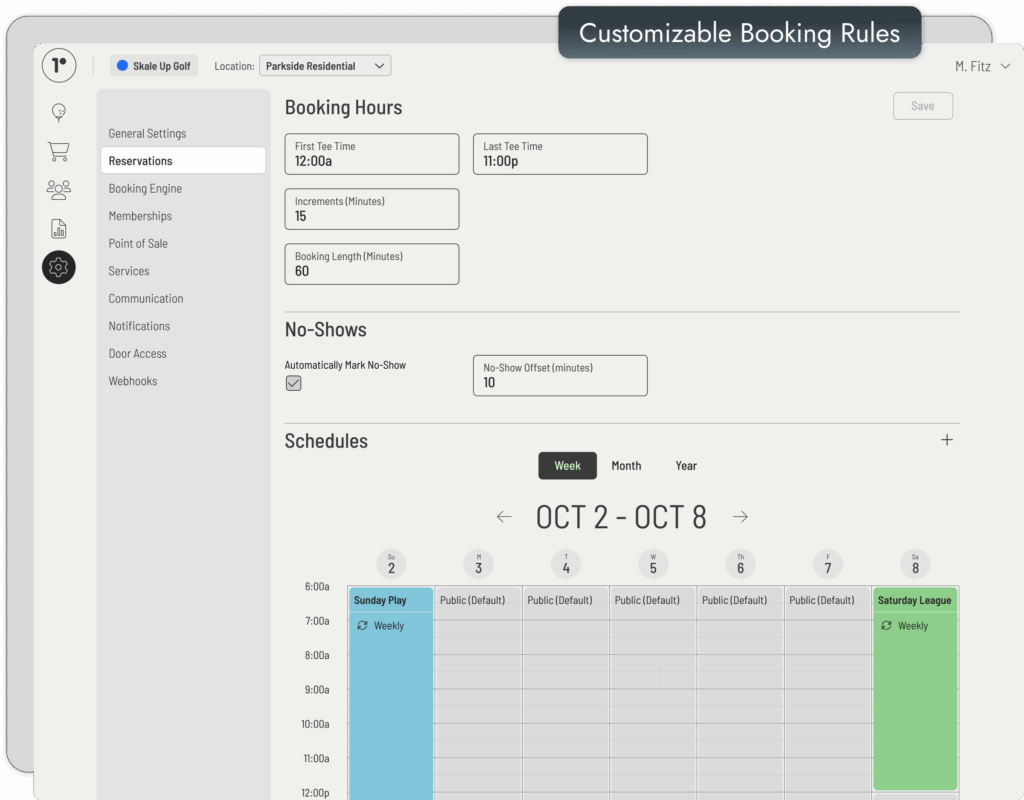 Customizable Booking Rules
1
Skale Up Golf
Location:
Parkside Residential
M. Fitz
General Settings
Reservations
Booking Engine
Memberships
Point of Sale
Services
Communication
Notifications
Door Access
Webhooks
Booking Hours
Save
First Tee Time
12:00a
Last Tee Time
11:00p
Increments (Minutes)
15
Booking Length (Minutes)
60
No-Shows
Automatically Mark No-Show
No-Show Offset (minutes)
10
Schedules
Week
Month
Year
OCT 2 - OCT 8
Su
2
M
3
T
4
W
5
Th
6
F
7
Sa
8
6:00a
7:00a
8:00a
9:00a
10:00a
11:00a
12:00p
Sunday Play
Weekly
Public (Default)
Public (Default)
Public (Default)
Public (Default)
Public (Default)
Saturday League
Weekly